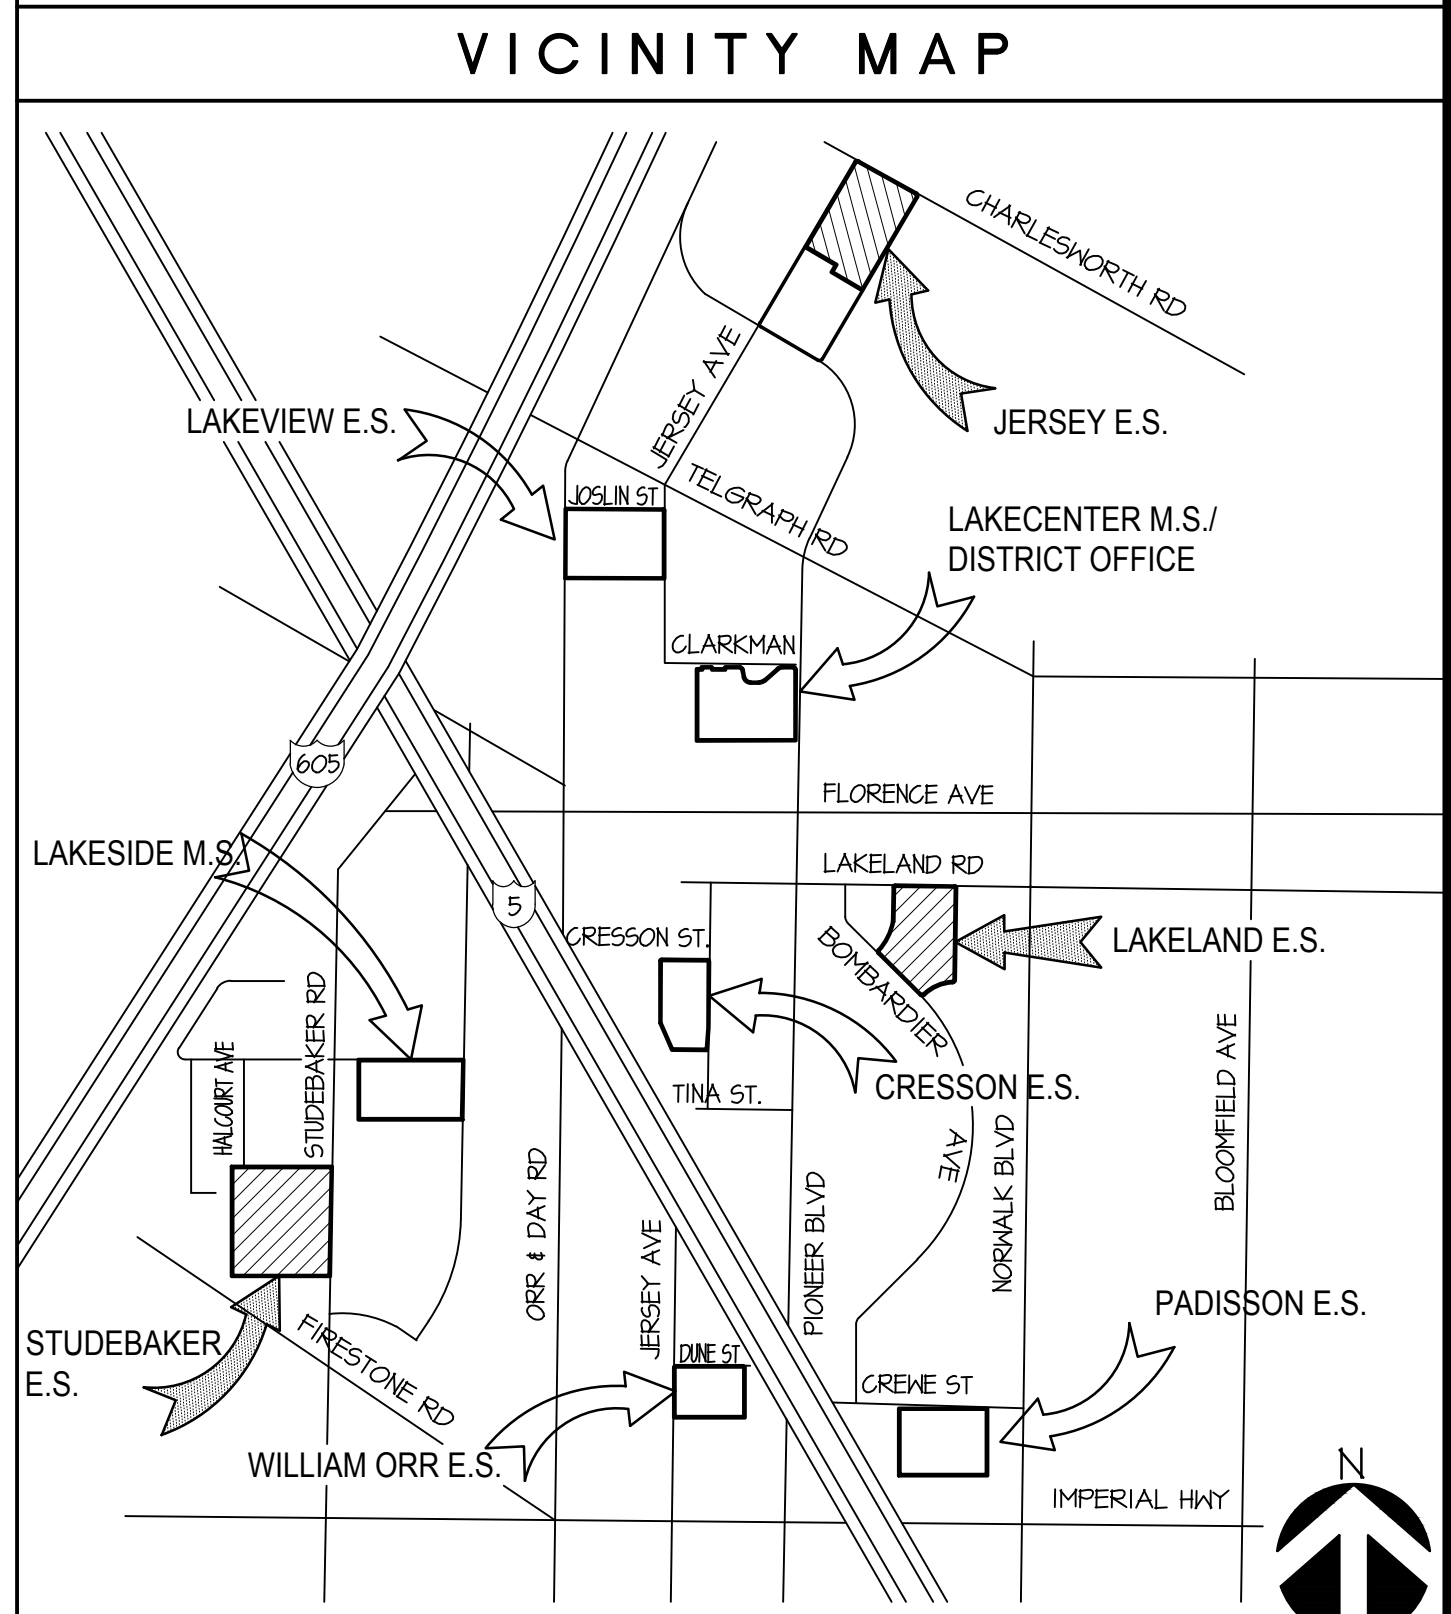 VICINITY MAP
CHARLESWORTH RD
JERSEY AVE
LAKEVIEW E.S.
JERSEY E.S.
TELGRAPH RD
JOSLIN ST
LAKECENTER M.S./
DISTRICT OFFICE
CLARKMAN
605
FLORENCE AVE
LAKESIDE M.S.
LAKELAND RD
5
CRESSON ST.
BOMBARDIER
AVE
LAKELAND E.S.
STUDEBAKER RD
HALCOURT AVE
CRESSON E.S.
TINA ST.
BLOOMFIELD AVE
NORWALK BLVD
ORR & DAY RD
PIONEER BLVD
JERSEY AVE
PADISSON E.S.
STUDEBAKER
E.S.
FIRESTONE RD
DUNE ST
CREWE ST
WILLIAM ORR E.S.
N
IMPERIAL HWY